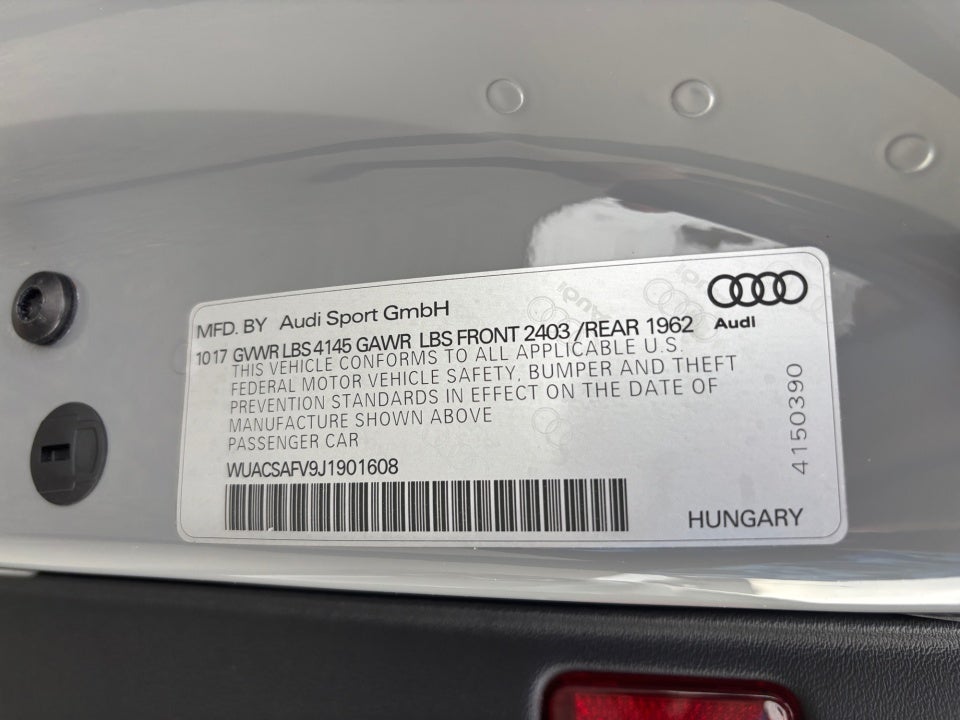 MFD. BY Audi Sport GmbH
1017 GVWR LBS 4145 GAWR LBS FRONT 2403 /REAR 1962
THIS VEHICLE CONFORMS TO ALL APPLICABLE U.S.
FEDERAL MOTOR VEHICLE SAFETY, BUMPER AND THEFT
PREVENTION STANDARDS IN EFFECT ON THE DATE OF
MANUFACTURE SHOWN ABOVE
PASSENGER CAR
WUACSAFV9J1901608
Audi
4150390
HUNGARY